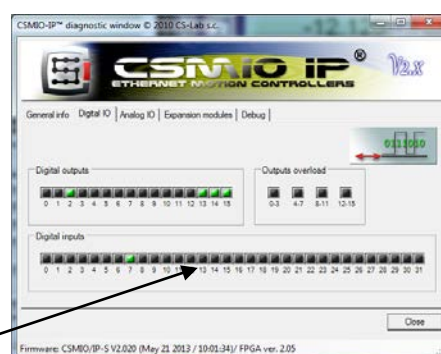 CSMIO-IP™ diagnostic window © 2010 CS-Lab s.c.
CSMIO IP® V2.X
ETHERNET MOTION CONTROLLERS
General info Digital IO Analog IO Expansion modules Debug
Digital outputs
0 1 2 3 4 5 6 7 8 9 10 11 12 13 14 15
Outputs overload
0-3 4-7 8-11 12-15
Digital inputs
0 1 2 3 4 5 6 7 8 9 10 13 14 15 16 17 18 19 20 21 22 23 24 25 26 27 28 29 30 31
Close
Firmware: CSMIO/IP-S V2.020 (May 21 2013 / 10:01:34)/ FPGA ver. 2.05